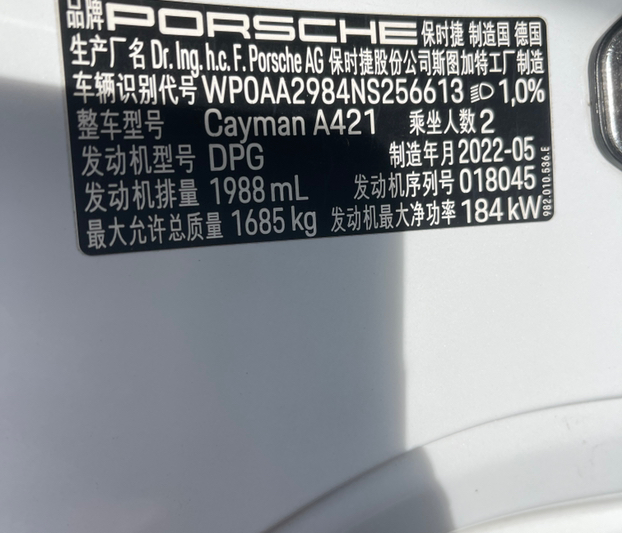 品牌 PORSCHE 保时捷 制造国 德国
生产厂名 Dr. Ing. h.c. F. Porsche AG 保时捷股份公司斯图加特工厂制造
车辆识别代号 WP0AA2984NS256613 1,0%
整车型号 Cayman A421 乘坐人数 2
发动机型号 DPG 制造年月 2022-05
发动机排量 1988 mL 发动机序列号 018045
最大允许总质量 1685 kg 发动机最大净功率 184 kW
982.010.536.E